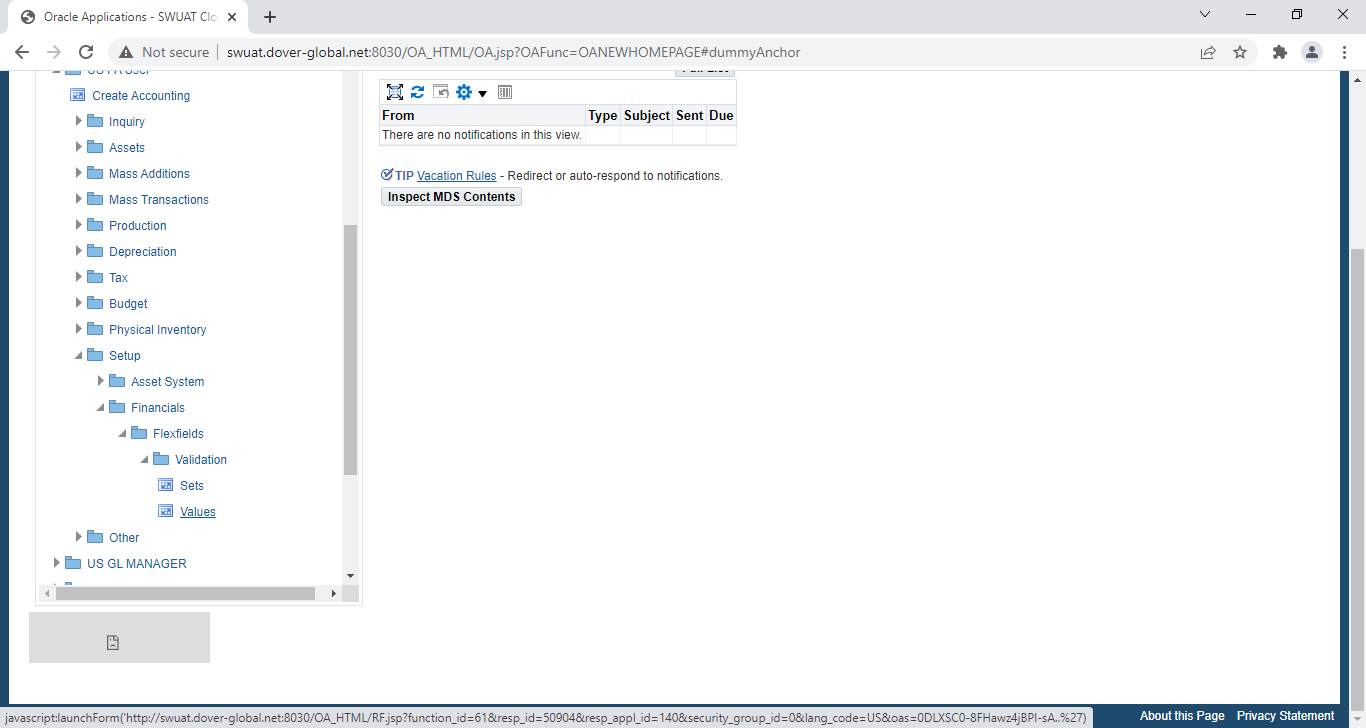 Oracle Applications - SWUAT Clo
Not secure
swuat.dover-global.net:8030/OA_HTML/OA.jsp?OAFunc=OANEWHOMEPAGE#dummyAnchor
Create Accounting
Inquiry
Assets
Mass Additions
Mass Transactions
Production
Depreciation
Tax
Budget
Physical Inventory
Setup
Asset System
Financials
Flexfields
Validation
Sets
Values
Other
US GL MANAGER
From Type Subject Sent Due
There are no notifications in this view.
TIP Vacation Rules - Redirect or auto-respond to notifications.
Inspect MDS Contents
javascript:launchForm('http://swuat.dover-global.net:8030/OA_HTML/RF.jsp?function_id=61&resp_id=50904&resp_appl_id=140&security_group_id=0&lang_code=US&oas=0DLXSC0-8FHawz4jBPI-sA..%27)
About this Page Privacy Statement